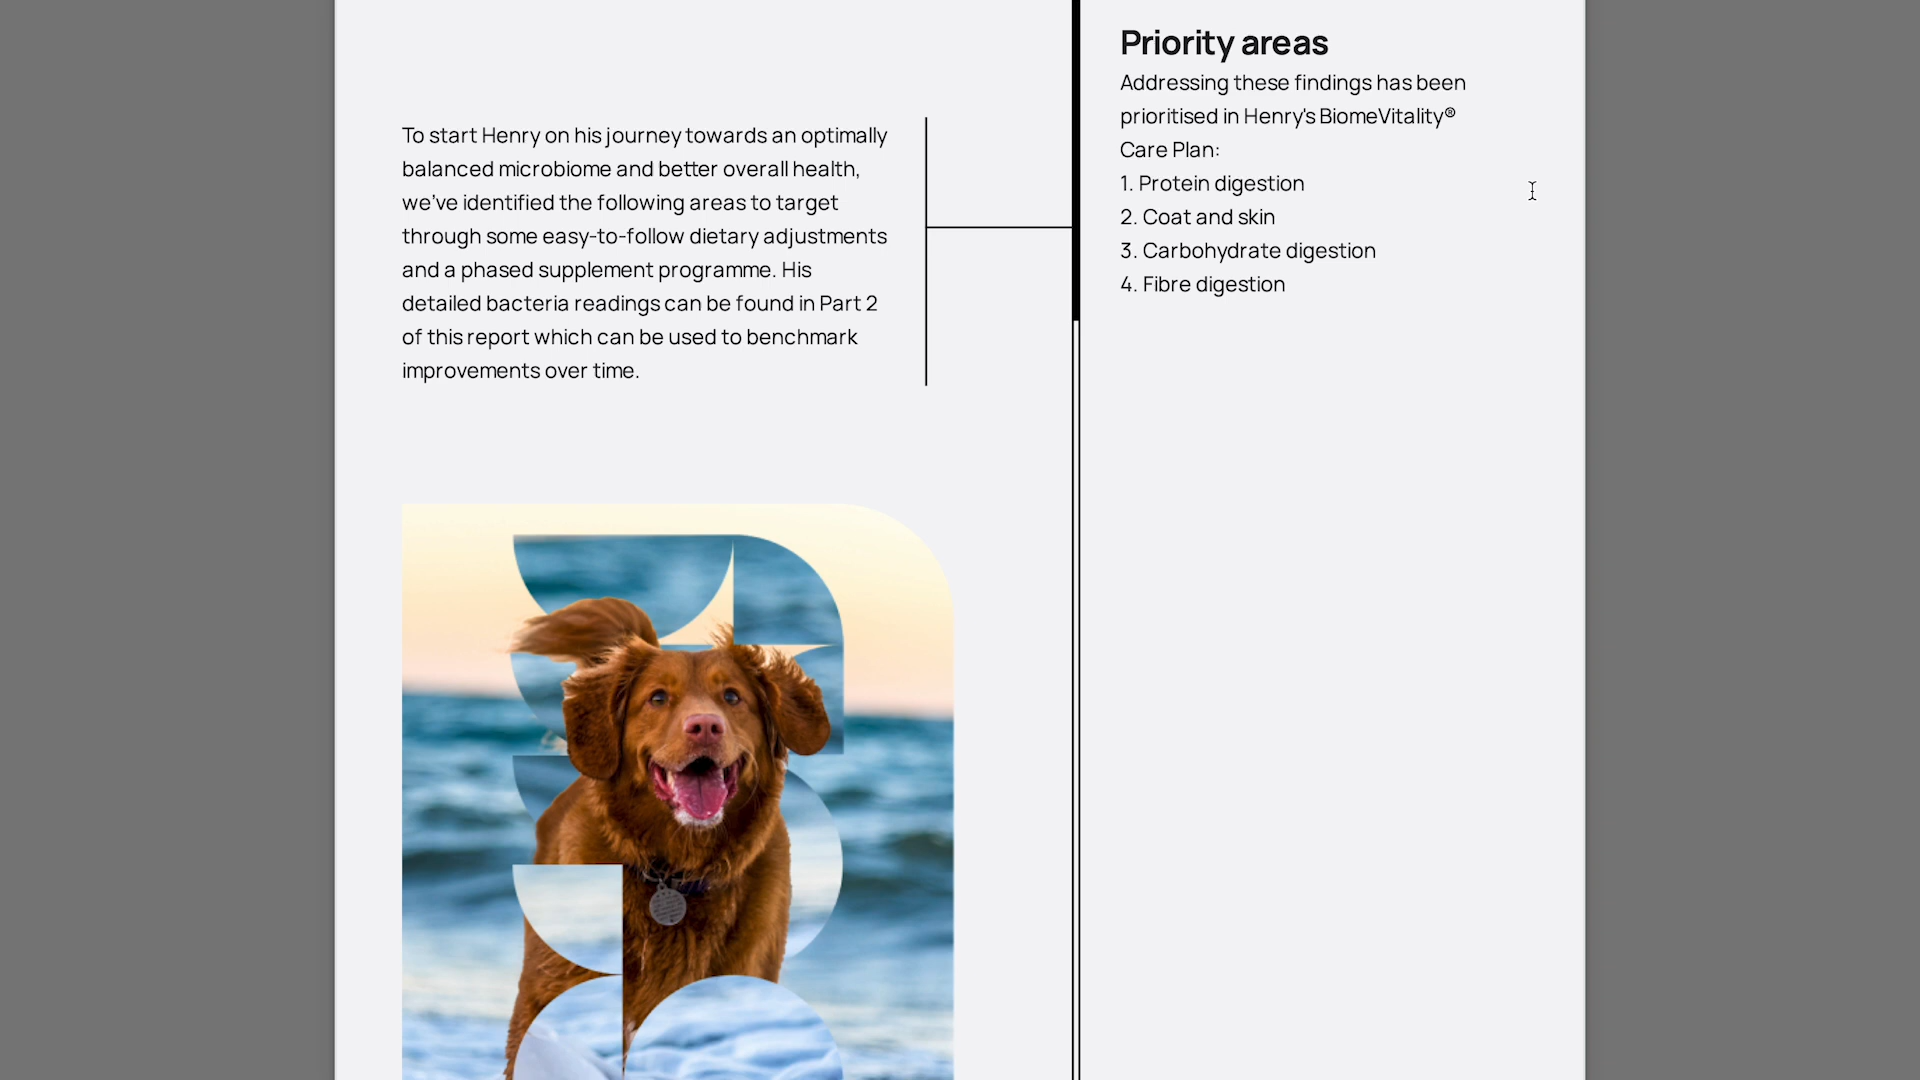 To start Henry on his journey towards an optimally
balanced microbiome and better overall health,
we've identified the following areas to target
through some easy-to-follow dietary adjustments
and a phased supplement programme. His
detailed bacteria readings can be found in Part 2
of this report which can be used to benchmark
improvements over time.
Priority areas
Addressing these findings has been
prioritised in Henry's BiomeVitality®
Care Plan:
1. Protein digestion
2. Coat and skin
3. Carbohydrate digestion
4. Fibre digestion